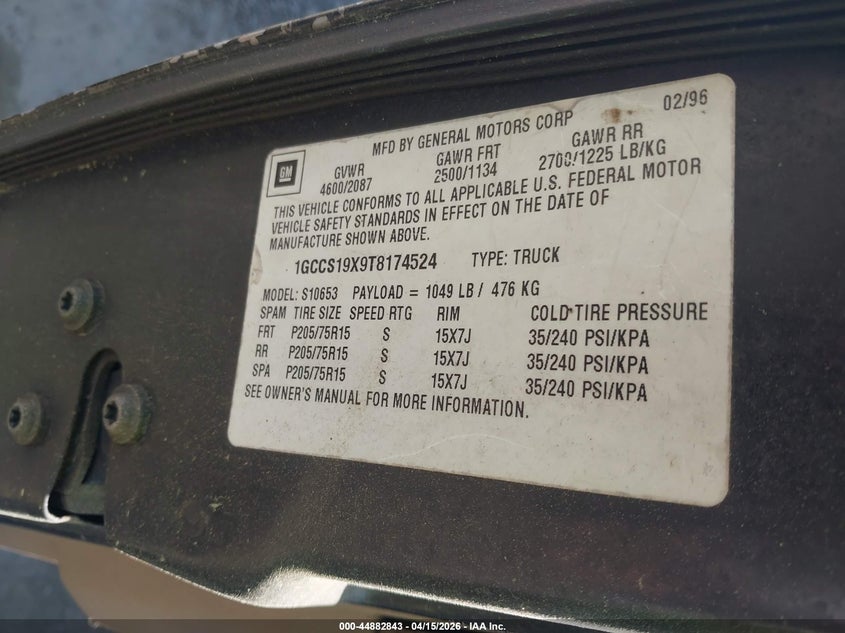 02/96
MFD BY GENERAL MOTORS CORP
GM
GVWR GAWR FRT GAWR RR
4600/2087 2500/1134 2700/1225 LB/KG
THIS VEHICLE CONFORMS TO ALL APPLICABLE U.S. FEDERAL MOTOR
VEHICLE SAFETY STANDARDS IN EFFECT ON THE DATE OF
MANUFACTURE SHOWN ABOVE.
1GCCS19X9T8174524 TYPE: TRUCK
MODEL: S10653 PAYLOAD = 1049 LB/ 476 KG
SPAM TIRE SIZE SPEED RTG RIM COLD TIRE PRESSURE
FRT P205/75R15 S 15X7J 35/240 PSI/KPA
RR P205/75R15 S 15X7J 35/240 PSI/KPA
SPA P205/75R15 S 15X7J 35/240 PSI/KPA
SEE OWNER'S MANUAL FOR MORE INFORMATION.
000-44882843 - 04/15/2026 - IAA Inc.